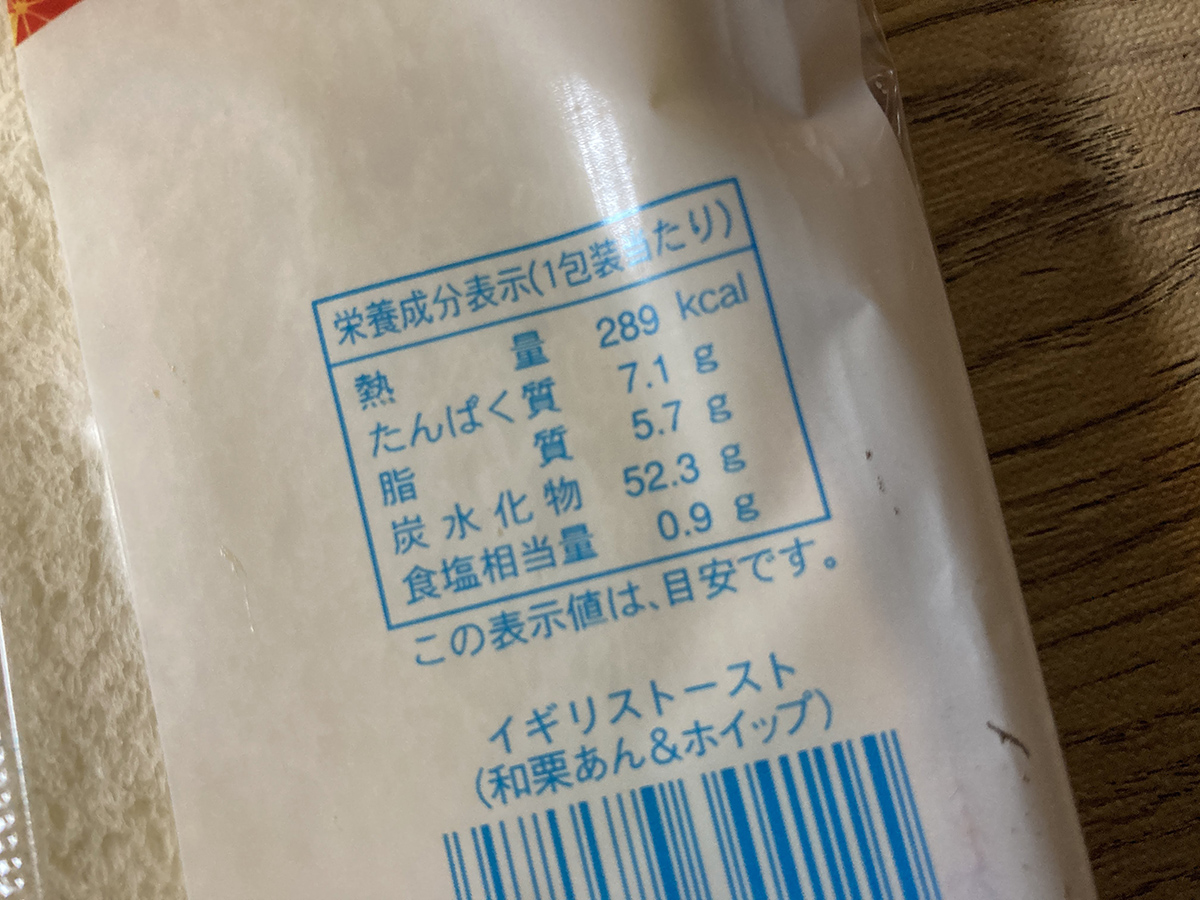 栄養成分表示(1包装当たり)
熱量 289 kcal
たんぱく質 7.1 g
脂質 5.7 g
炭水化物 52.3 g
食塩相当量 0.9 g
この表示値は、目安です。
イギリストースト
(和栗あん&ホイップ)